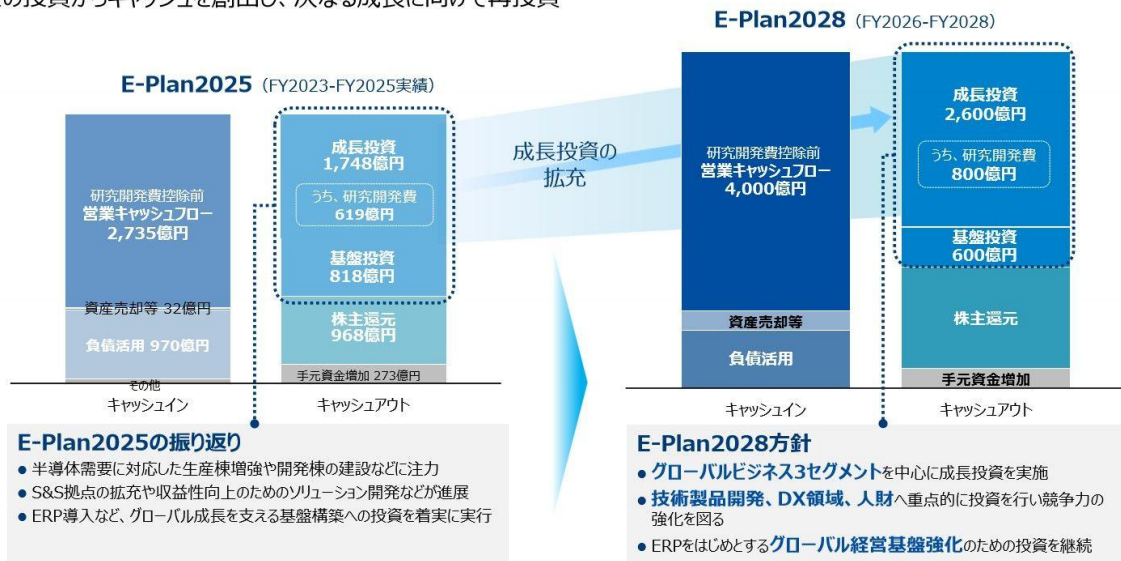 の投資からキャッシュを創出し、次なる成長に向けて再投資
E-Plan2028（FY2026-FY2028）
E-Plan2025（FY2023-FY2025実績）
研究開発費控除前
営業キャッシュフロー
2,735億円
資産売却等 32億円
負債活用 970億円
その他
キャッシュイン
成長投資
1,748億円
うち、研究開発費
619億円
基盤投資
818億円
株主還元
968億円
手元資金増加 273億円
キャッシュアウト
成長投資の
拡充
研究開発費控除前
営業キャッシュフロー
4,000億円
資産売却等
負債活用
キャッシュイン
成長投資
2,600億円
うち、研究開発費
800億円
基盤投資
600億円
株主還元
手元資金増加
キャッシュアウト
E-Plan2025の振り返り
● 半導体需要に対応した生産棟増強や開発棟の建設などに注力
● S&S拠点の拡充や収益性向上のためのソリューション開発などが進展
● ERP導入など、グローバル成長を支える基盤構築への投資を着実に実行
E-Plan2028方針
● グローバルビジネス3セグメントを中心に成長投資を実施
● 技術製品開発、DX領域、人財へ重点的に投資を行い競争力の
強化を図る
● ERPをはじめとするグローバル経営基盤強化のための投資を継続